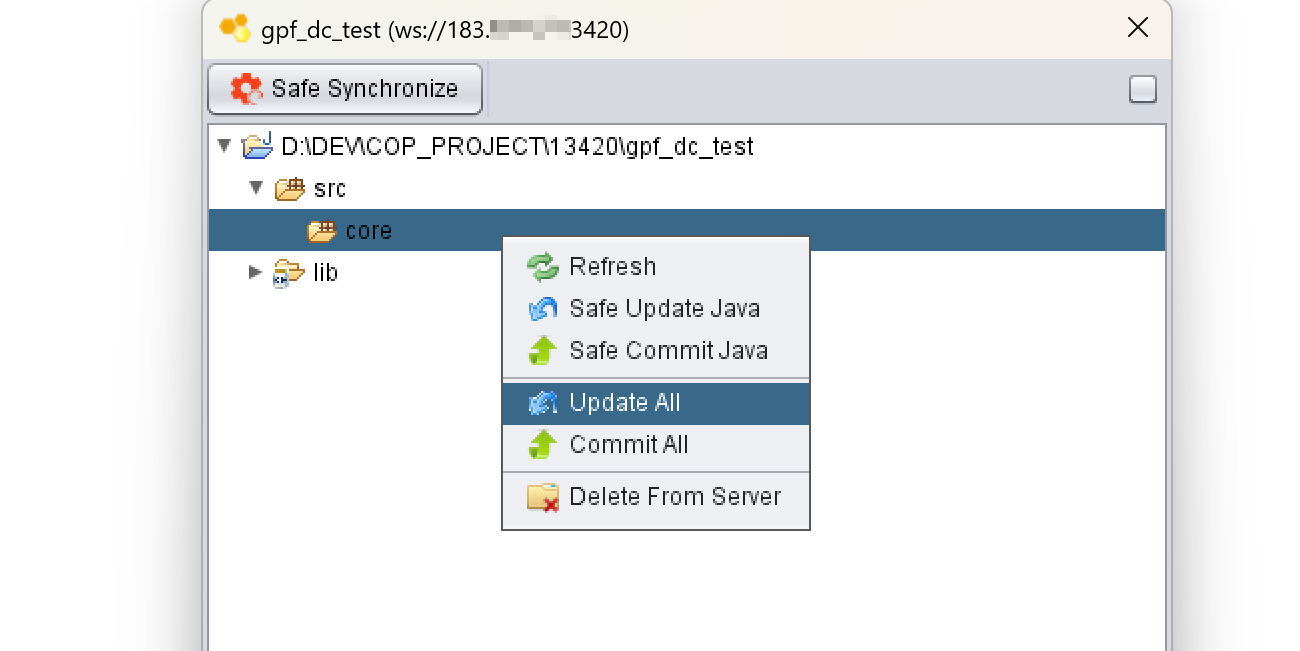 gpf_dc_test (ws://183. 3420)
Safe Synchronize
D:\DEV\COP_PROJECT\13420\gpf_dc_test
src
core
lib
Refresh
Safe Update Java
Safe Commit Java
Update All
Commit All
Delete From Server